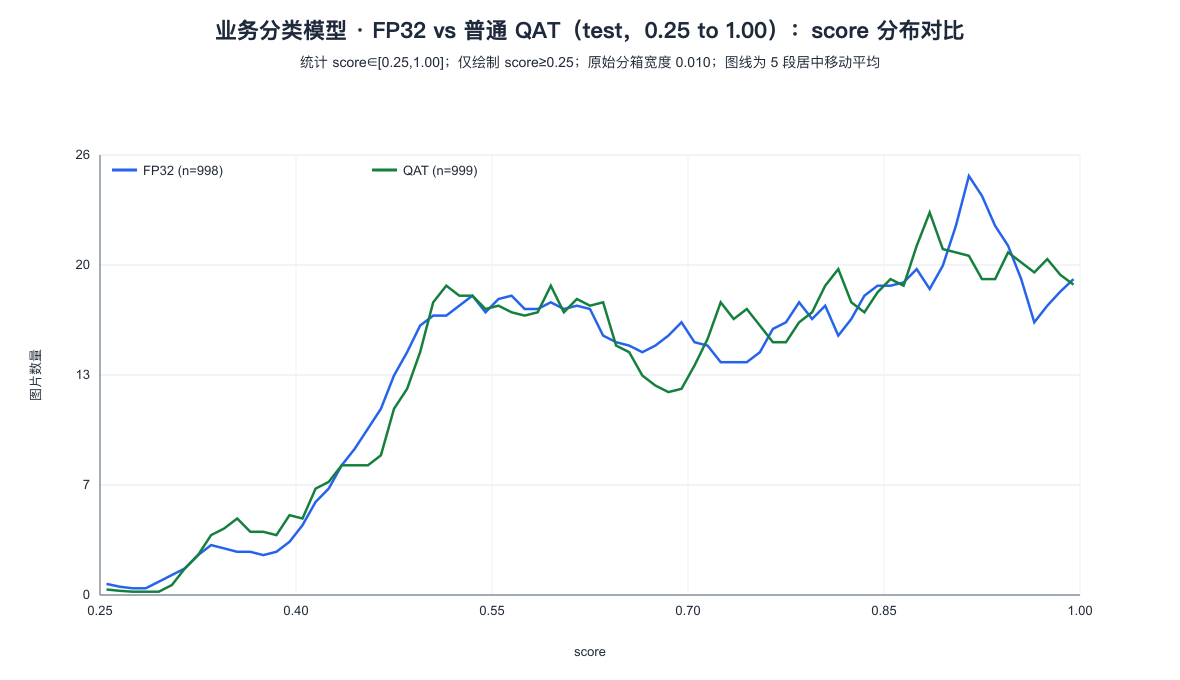 业务分类模型 · FP32 vs 普通 QAT（test，0.25 to 1.00）：score 分布对比
统计 score∈[0.25,1.00]；仅绘制 score≥0.25；原始分箱宽度 0.010；图线为 5 段居中移动平均
FP32 (n=998)
QAT (n=999)
26
20
13
7
0
图片数量
0.25
0.40
0.55
0.70
0.85
1.00
score